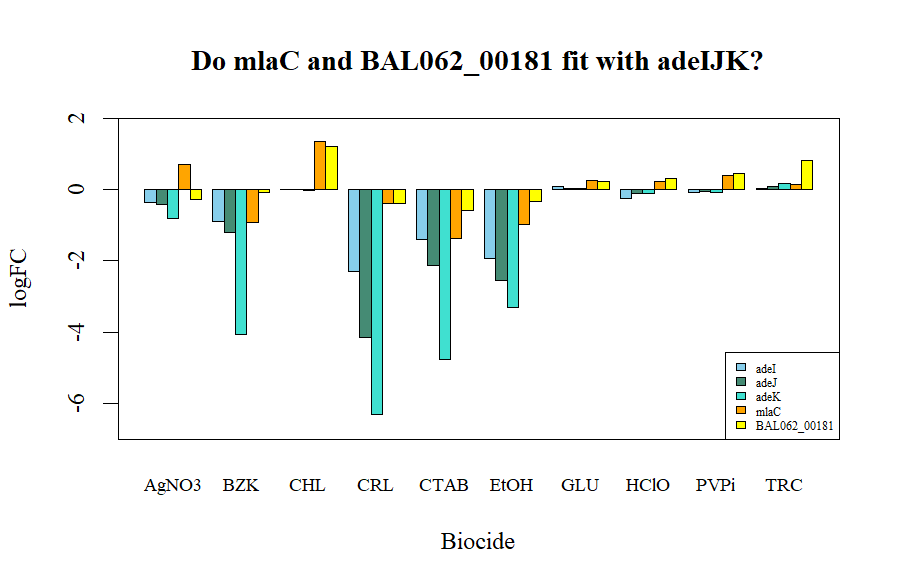 Do mlaC and BAL062_00181 fit with adeIJK?
2
0
-2
-4
-6
logFC
adeI
adeJ
adeK
mlaC
BAL062_00181
AgNO3 BZK CHL CRL CTAB EtOH GLU HClO PVPi TRC
Biocide